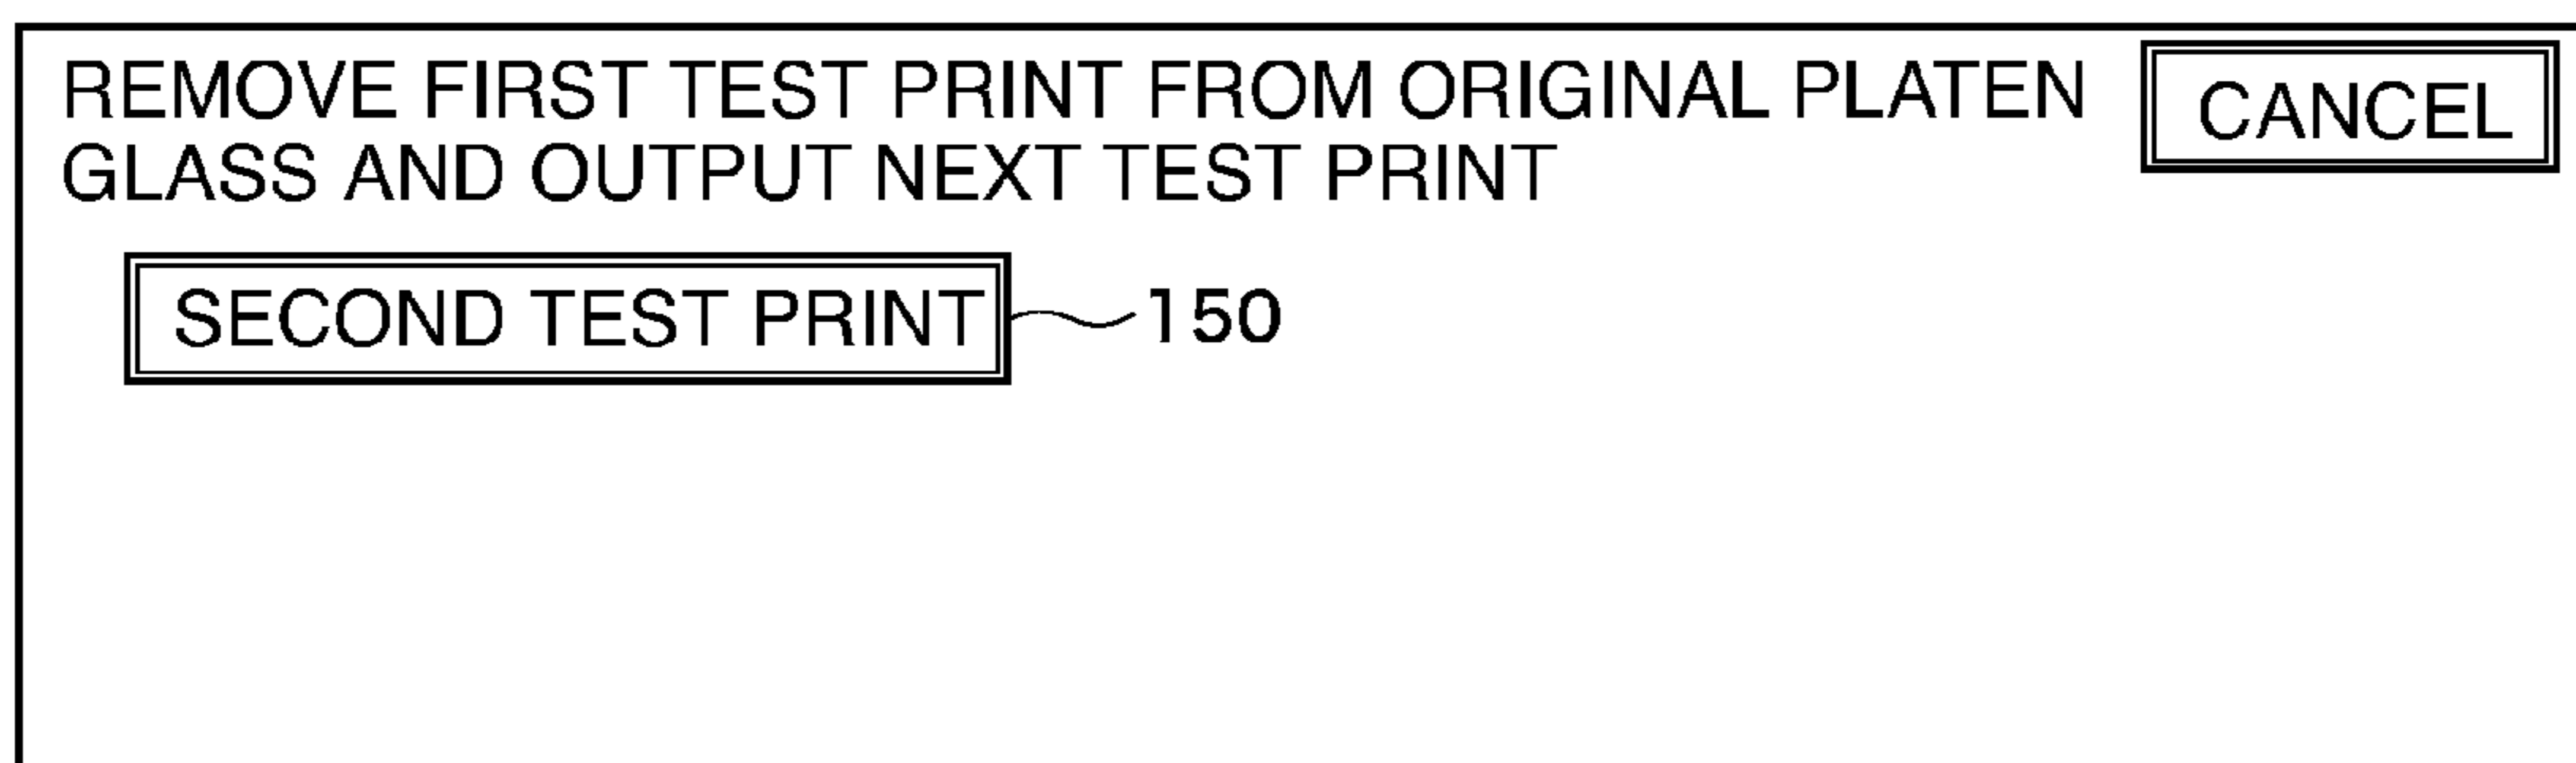 REMOVE FIRST TEST PRINT FROM ORIGINAL PLATEN
GLASS AND OUTPUT NEXT TEST PRINT
CANCEL
SECOND TEST PRINT
150